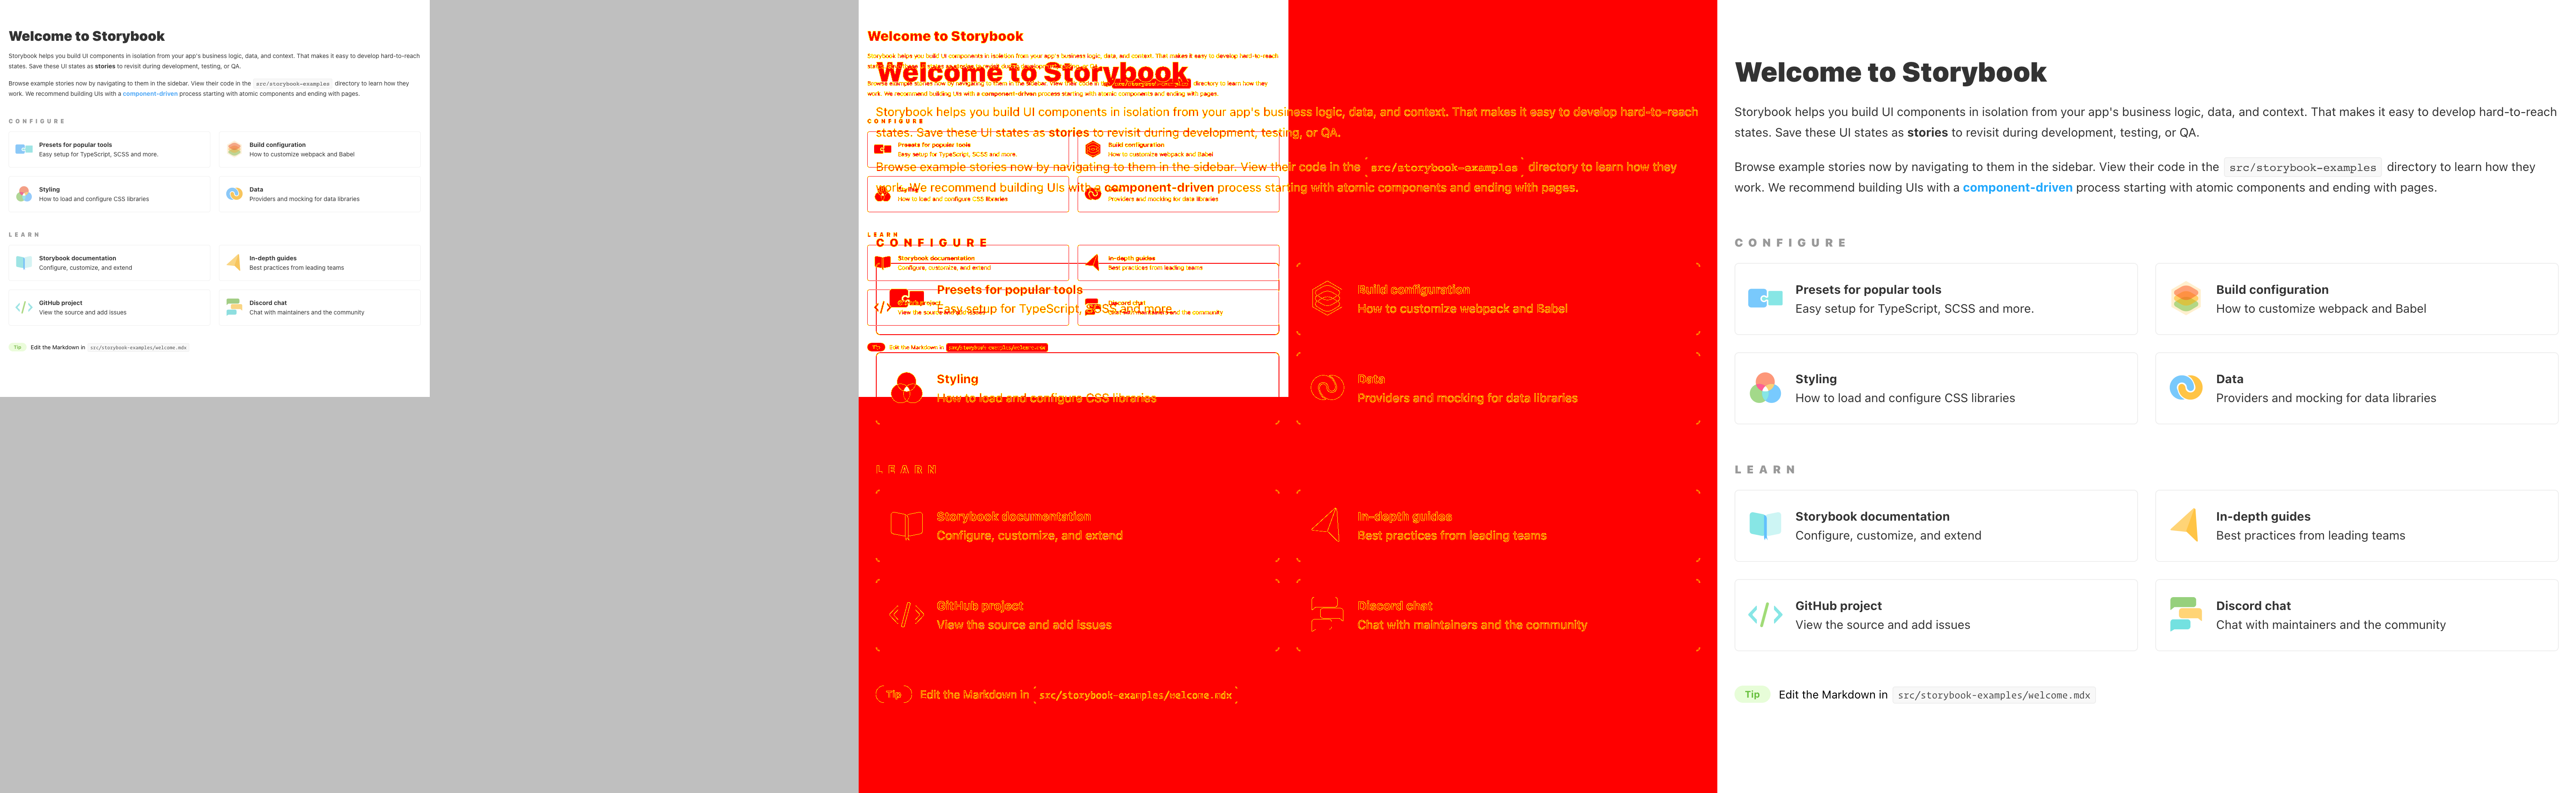 Welcome to Storybook
Storybook helps you build UI components in isolation from your app's business logic, data, and context. That makes it easy to develop hard-to-reach
states. Save these UI states as stories to revisit during development, testing, or QA.
Browse example stories now by navigating to them in the sidebar. View their code in the src/storybook-examples directory to learn how they
work. We recommend building UIs with a component-driven process starting with atomic components and ending with pages.
CONFIGURE
Presets for popular tools
Easy setup for TypeScript, SCSS and more.
Build configuration
How to customize webpack and Babel
Styling
How to load and configure CSS libraries
Data
Providers and mocking for data libraries
LEARN
Storybook documentation
Configure, customize, and extend
In-depth guides
Best practices from leading teams
GitHub project
View the source and add issues
Discord chat
Chat with maintainers and the community
Tip Edit the Markdown in src/storybook-examples/welcome.mdx
Welcome to Storybook
Welcome to Storybook
Storybook helps you build UI components in isolation from your app's business logic, data, and context. That makes it easy to develop hard-to-reach
states. Save these UI states as stories to revisit during development, testing, or QA.
Browse example stories now by navigating to them in the sidebar. View their code in the src/storybook-examples directory to learn how they
work. We recommend building UIs with a component-driven process starting with atomic components and ending with pages.
CONFIGURE
Presets for popular tools
Easy setup for TypeScript, SCSS and more.
Build configuration
How to customize webpack and Babel
Styling
How to load and configure CSS libraries
Data
Providers and mocking for data libraries
LEARN
Storybook documentation
Configure, customize, and extend
In-depth guides
Best practices from leading teams
GitHub project
View the source and add issues
Discord chat
Chat with maintainers and the community
Tip Edit the Markdown in src/storybook-examples/welcome.mdx
Welcome to Storybook
Storybook helps you build UI components in isolation from your app's business logic, data, and context. That makes it easy to develop hard-to-reach
states. Save these UI states as stories to revisit during development, testing, or QA.
Browse example stories now by navigating to them in the sidebar. View their code in the src/storybook-examples directory to learn how they
work. We recommend building UIs with a component-driven process starting with atomic components and ending with pages.
CONFIGURE
Presets for popular tools
Easy setup for TypeScript, SCSS and more.
Build configuration
How to customize webpack and Babel
Styling
How to load and configure CSS libraries
Data
Providers and mocking for data libraries
LEARN
Storybook documentation
Configure, customize, and extend
In-depth guides
Best practices from leading teams
GitHub project
View the source and add issues
Discord chat
Chat with maintainers and the community
Tip Edit the Markdown in src/storybook-examples/welcome.mdx